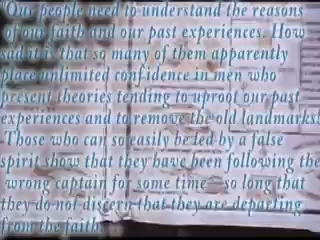 "Our people need to understand the reasons
of our faith and our past experiences. How
sad it is that so many of them apparently
place unlimited confidence in men who
present theories tending to uproot our past
experiences and to remove the old landmarks!
Those who can so easily be led by a false
spirit show that they have been following the
wrong captain for some time—so long that
they do not discern that they are departing
from the faith